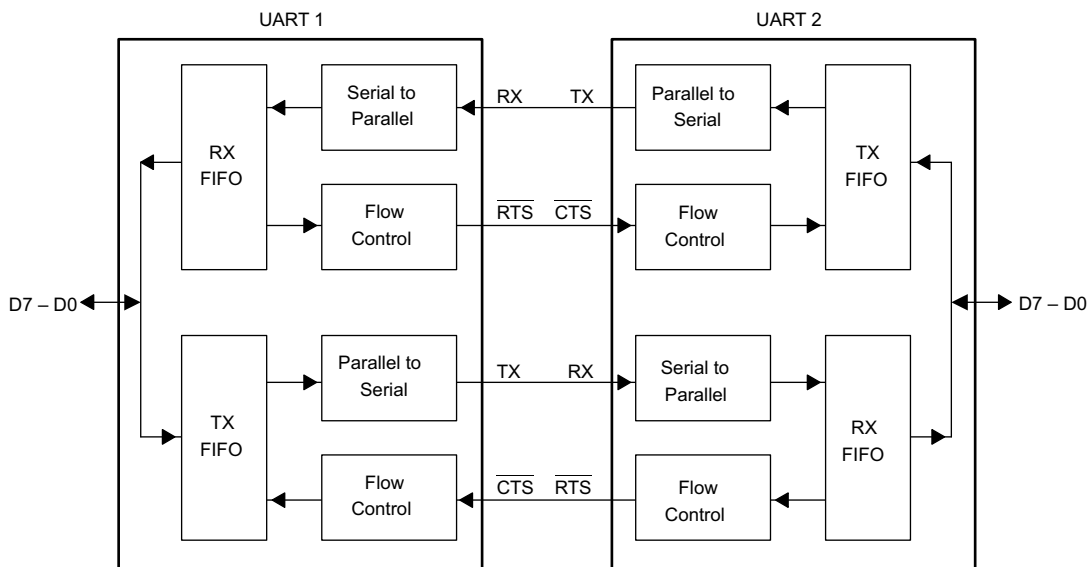 UART 1
UART 2
Serial to
Parallel
RX
TX
Parallel to
Serial
RX
FIFO
TX
FIFO
Flow
Control
RTS
CTS
Flow
Control
D7 – D0
D7 – D0
Parallel to
Serial
TX
RX
Serial to
Parallel
TX
FIFO
RX
FIFO
Flow
Control
CTS
RTS
Flow
Control